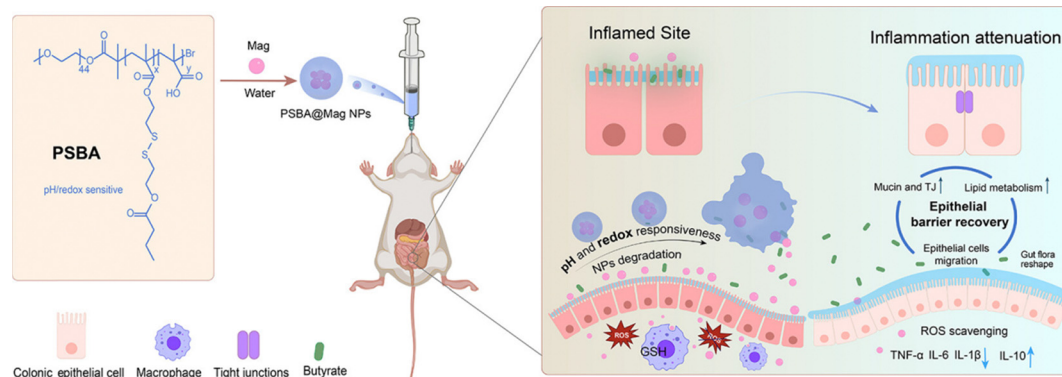 O
O
44
O
x
Br
y
O
O
HO
O
S
S
PSBA
pH/redox sensitive
O
O
Mag
Water
PSBA@Mag NPs
Colonic epithelial cell
Macrophage
Tight junctions
Butyrate
Inflamed Site
Inflammation attenuation
Mucin and TJ
Lipid metabolism
Epithelial
barrier recovery
Epithelial cells
migration
Gut flora
reshape
pH and redox responsiveness
NPs degradation
ROS
GSH
ROS scavenging
TNF-α IL-6 IL-1β IL-10